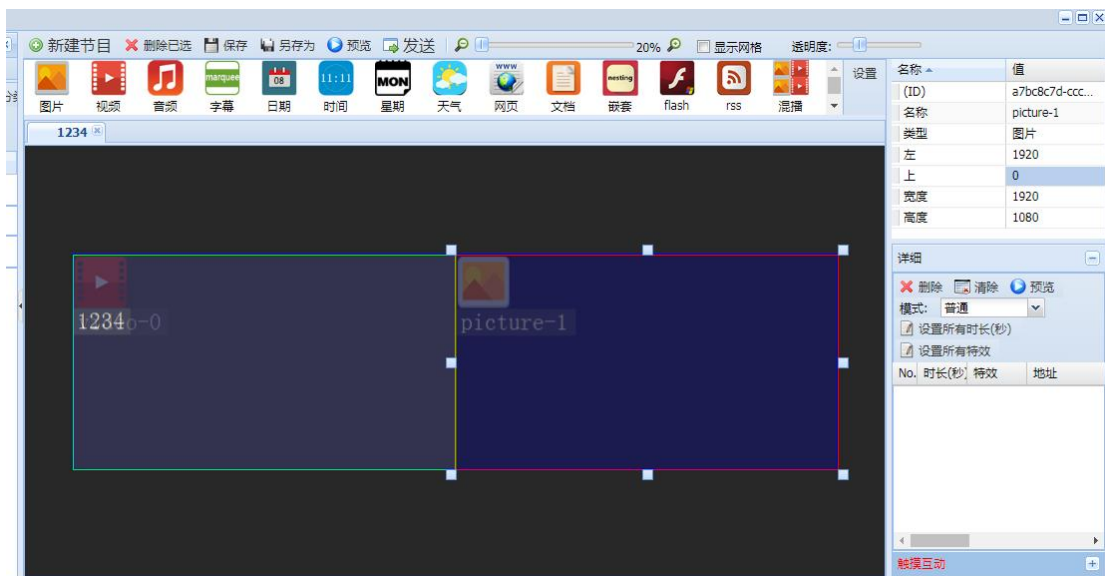 新建节目 删除已选 保存 另存为 预览 发送 20% 显示网格 透明度:
marquee 08 11:11 MON www nesting
图片 视频 音频 字幕 日期 时间 星期 天气 网页 文档 嵌套 flash rss 混播 设置
名称 值
(ID) a7bc8c7d-ccc...
名称 picture-1
类型 图片
左 1920
上 0
宽度 1920
高度 1080
1234
1234 o-0
picture-1
详细
删除 清除 预览
模式: 普通
设置所有时长(秒)
设置所有特效
No. 时长(秒) 特效 地址
触摸互动